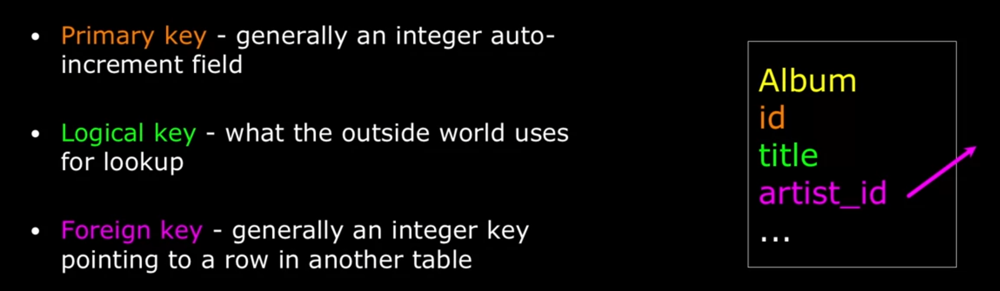 • Primary key - generally an integer auto-
increment field
• Logical key - what the outside world uses
for lookup
• Foreign key - generally an integer key
pointing to a row in another table
Album
id
title
artist_id
...